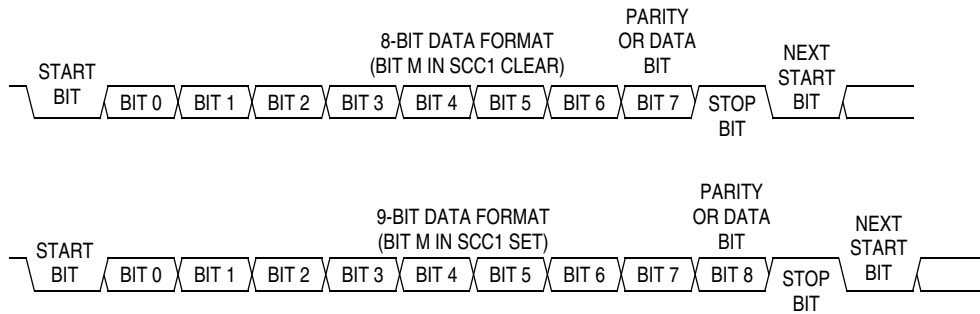 8-BIT DATA FORMAT
(BIT M IN SCC1 CLEAR)
PARITY
OR DATA
BIT
START
BIT
BIT 0
BIT 1
BIT 2
BIT 3
BIT 4
BIT 5
BIT 6
BIT 7
STOP
BIT
NEXT
START
BIT
9-BIT DATA FORMAT
(BIT M IN SCC1 SET)
PARITY
OR DATA
BIT
START
BIT
BIT 0
BIT 1
BIT 2
BIT 3
BIT 4
BIT 5
BIT 6
BIT 7
BIT 8
STOP
BIT
NEXT
START
BIT